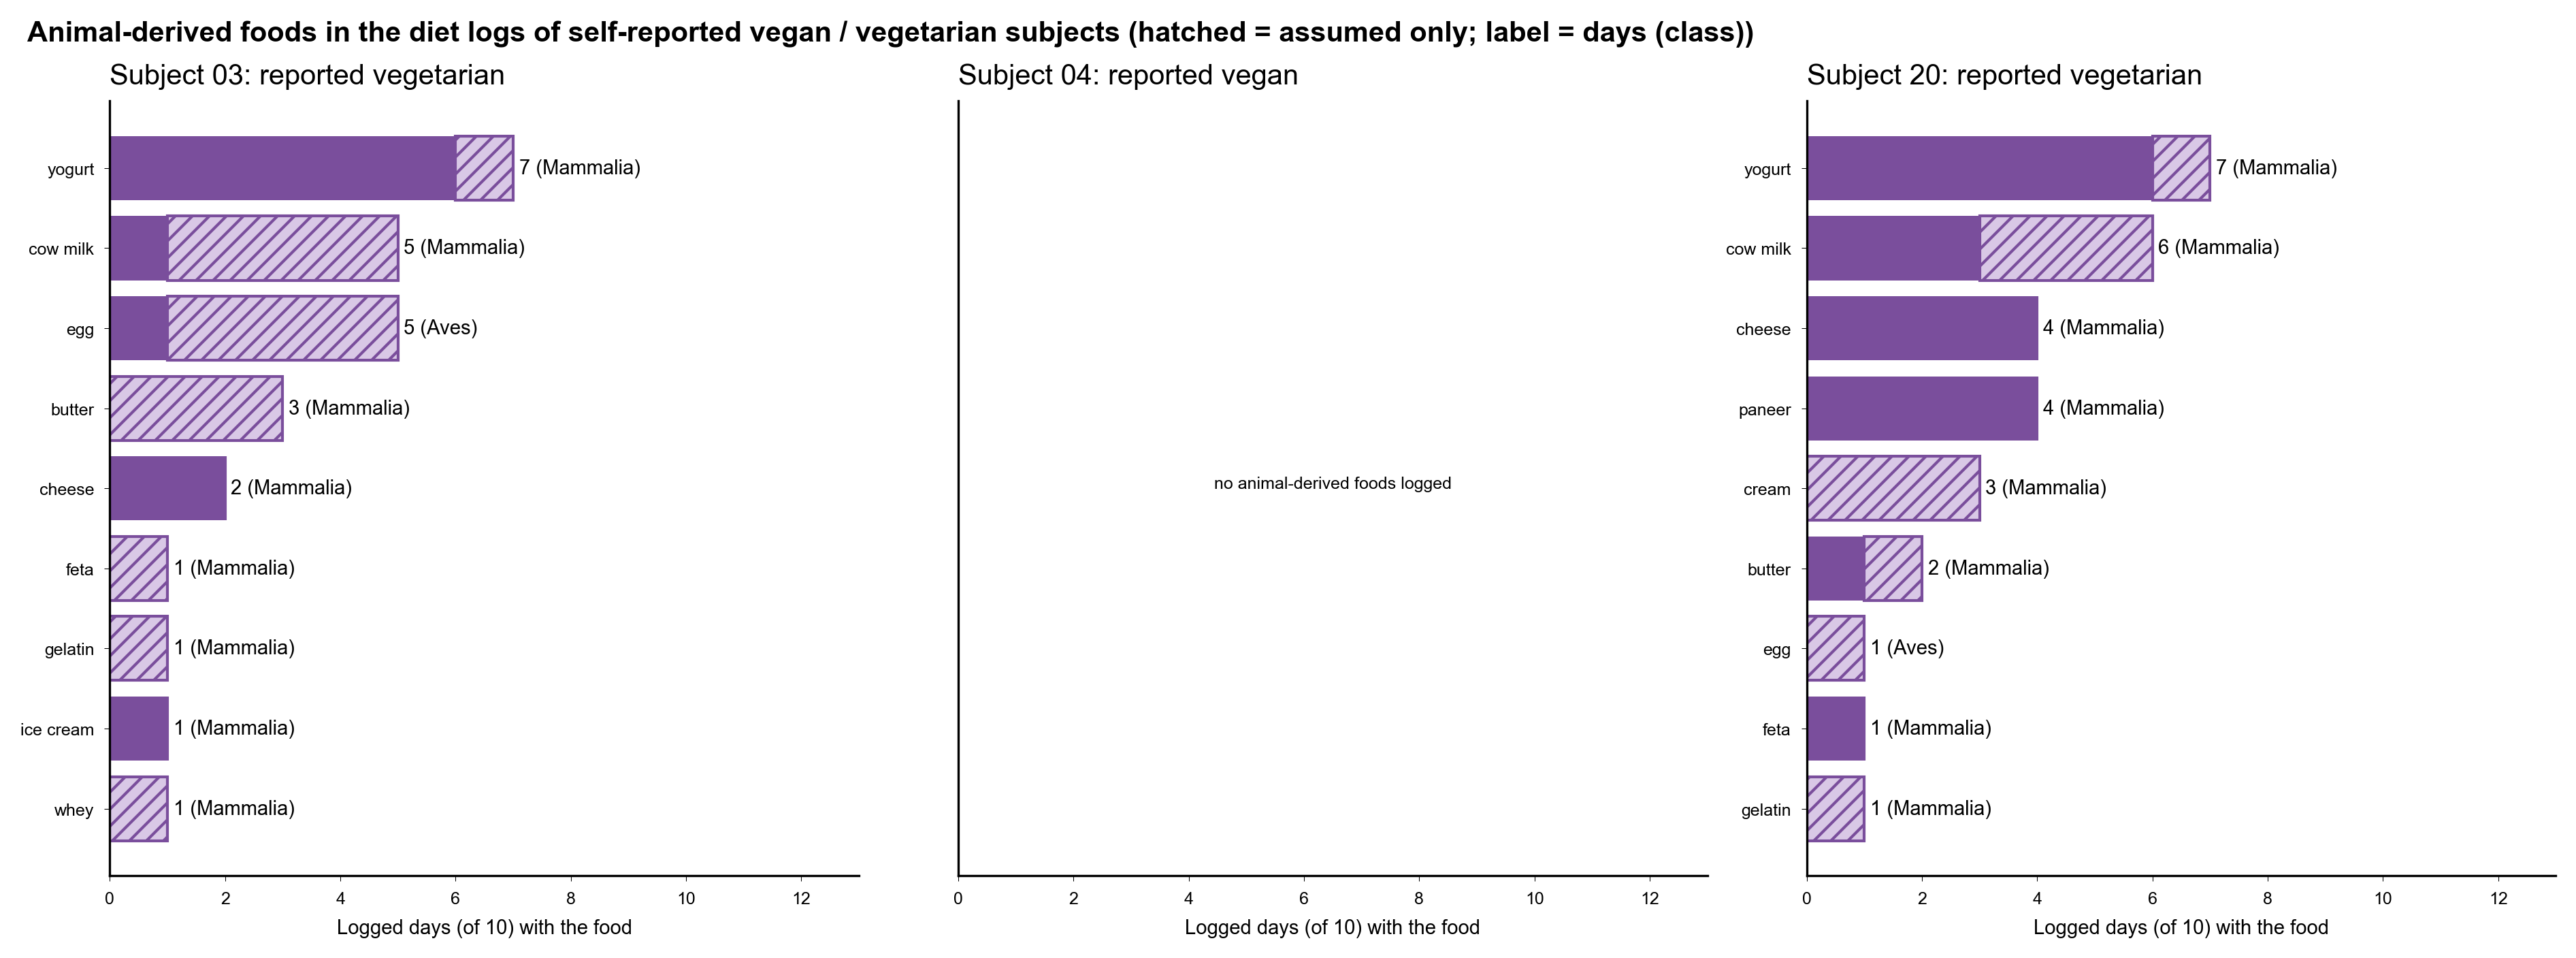 Animal-derived foods in the diet logs of self-reported vegan / vegetarian subjects (hatched = assumed only; label = days (class))
Subject 03: reported vegetarian
yogurt
7 (Mammalia)
cow milk
5 (Mammalia)
egg
5 (Aves)
butter
3 (Mammalia)
cheese
2 (Mammalia)
feta
1 (Mammalia)
gelatin
1 (Mammalia)
ice cream
1 (Mammalia)
whey
1 (Mammalia)
0 2 4 6 8 10 12
Logged days (of 10) with the food
Subject 04: reported vegan
no animal-derived foods logged
0 2 4 6 8 10 12
Logged days (of 10) with the food
Subject 20: reported vegetarian
yogurt
7 (Mammalia)
cow milk
6 (Mammalia)
cheese
4 (Mammalia)
paneer
4 (Mammalia)
cream
3 (Mammalia)
butter
2 (Mammalia)
egg
1 (Aves)
feta
1 (Mammalia)
gelatin
1 (Mammalia)
0 2 4 6 8 10 12
Logged days (of 10) with the food